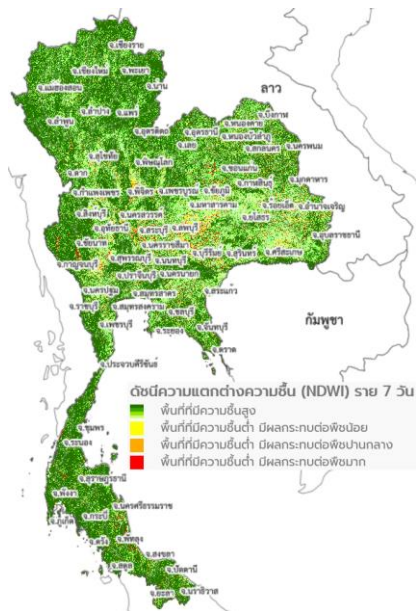 จ.เชียงราย
จ.เชียงใหม่
จ.พะเยา
จ.แม่ฮ่องสอน
จ.น่าน
ลาว
จ.ลำปาง
จ.แพร่
จ.บึงกาฬ
จ.ลำพูน
จ.หนองคาย
จ.อุตรดิตถ์
จ.อุดรธานี
จ.หนองบัวลำภู
จ.นครพนม
จ.เลย
จ.สกลนคร
จ.สุโขทัย
จ.พิษณุโลก
จ.ขอนแก่น
จ.ตาก
จ.มุกดาหาร
จ.กาฬสินธุ์
จ.กำแพงเพชร
จ.พิจิตร
จ.เพชรบูรณ์
จ.ชัยภูมิ
จ.มหาสารคาม
จ.ร้อยเอ็ด
จ.อำนาจเจริญ
จ.สิงห์บุรี
จ.นครสวรรค์
จ.ยโสธร
จ.อุทัยธานี
จ.สระบุรี
จ.ลพบุรี
จ.อุบลราชธานี
จ.ชัยนาท
จ.นครราชสีมา
จ.บุรีรัมย์
จ.สุรินทร์
จ.ศรีสะเกษ
จ.สุพรรณบุรี
จ.นนทบุรี
จ.กาญจนบุรี
จ.ปราจีนบุรี
จ.นครนายก
จ.นครปฐม
จ.สมุทรสาคร
จ.สระแก้ว
จ.ราชบุรี
จ.สมุทรสงคราม
จ.ชลบุรี
กัมพูชา
จ.เพชรบุรี
จ.ระยอง
จ.จันทบุรี
จ.ตราด
จ.ประจวบคีรีขันธ์
ดัชนีความแตกต่างความชื้น (NDWI) ราย 7 วัน
พื้นที่ที่มีความชื้นสูง
พื้นที่ที่มีความชื้นต่ำ มีผลกระทบต่อพืชน้อย
พื้นที่ที่มีความชื้นต่ำ มีผลกระทบต่อพืชปานกลาง
พื้นที่ที่มีความชื้นต่ำ มีผลกระทบต่อพืชมาก
จ.ชุมพร
จ.ระนอง
จ.สุราษฎร์ธานี
จ.พังงา
จ.นครศรีธรรมราช
จ.กระบี่
จ.ภูเก็ต
จ.ตรัง
จ.พัทลุง
จ.สงขลา
จ.สตูล
จ.ปัตตานี
จ.ยะลา
จ.นราธิวาส